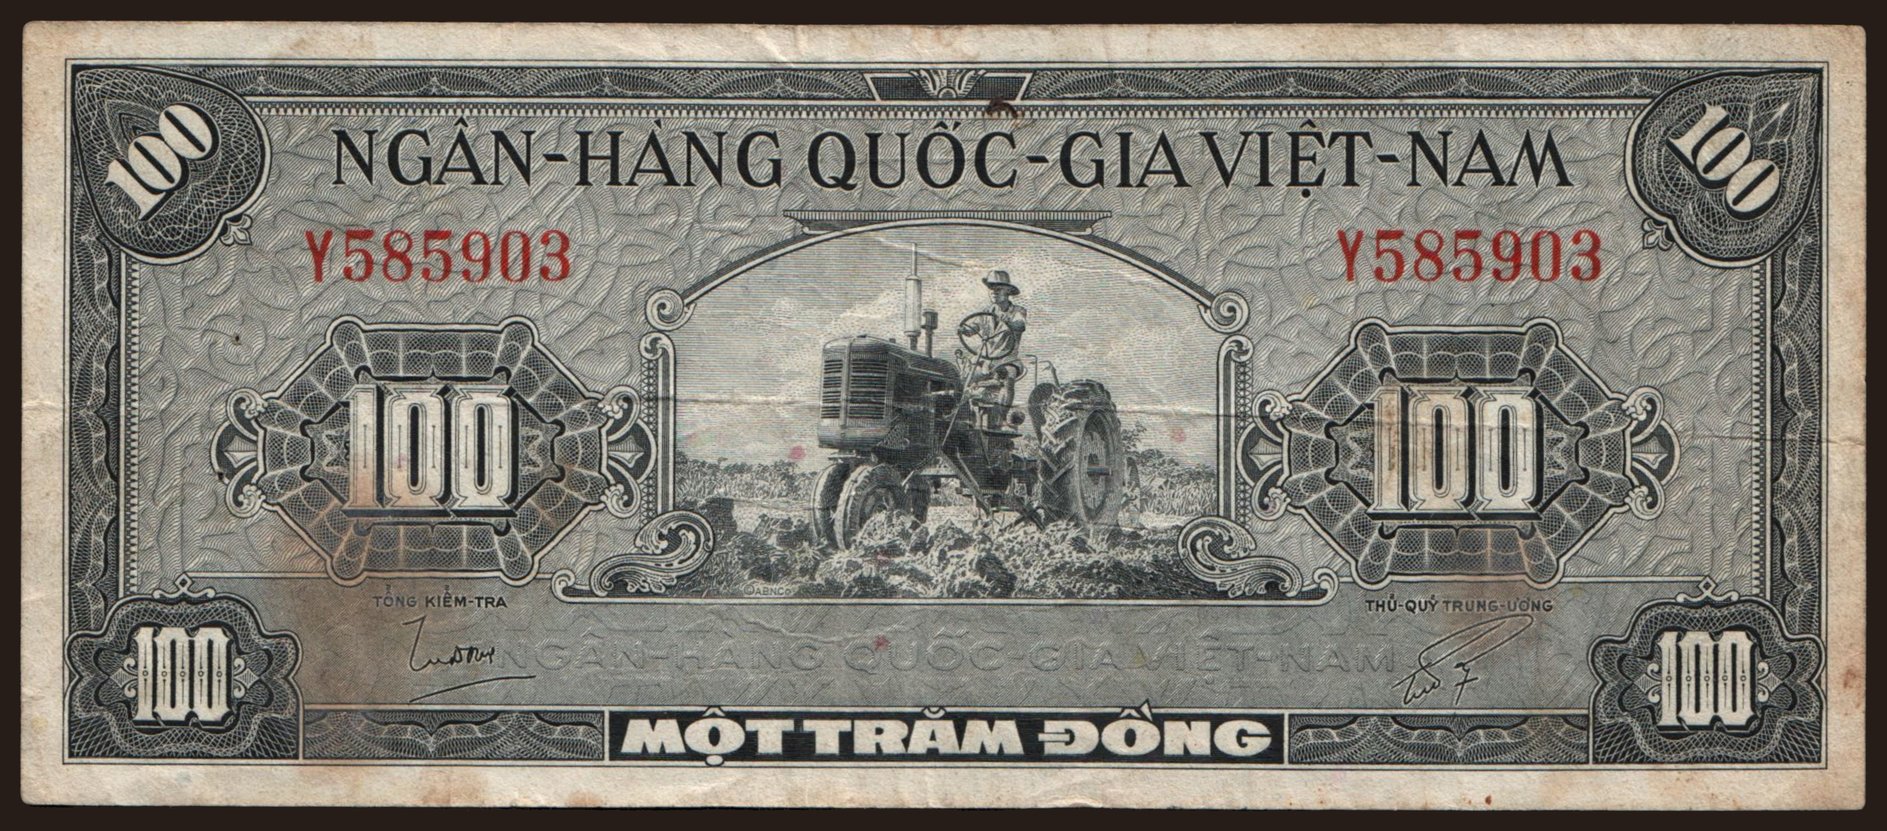 100 100
NGÂN-HÀNG QUỐC-GIA VIỆT-NAM
Y585903 Y585903
100 100
©ABNCo
TỔNG KIỂM-TRA THỦ-QUỸ TRUNG-ƯƠNG
NGÂN-HÀNG QUỐC-GIA VIỆT-NAM
100 100
MỘT TRĂM ĐỒNG